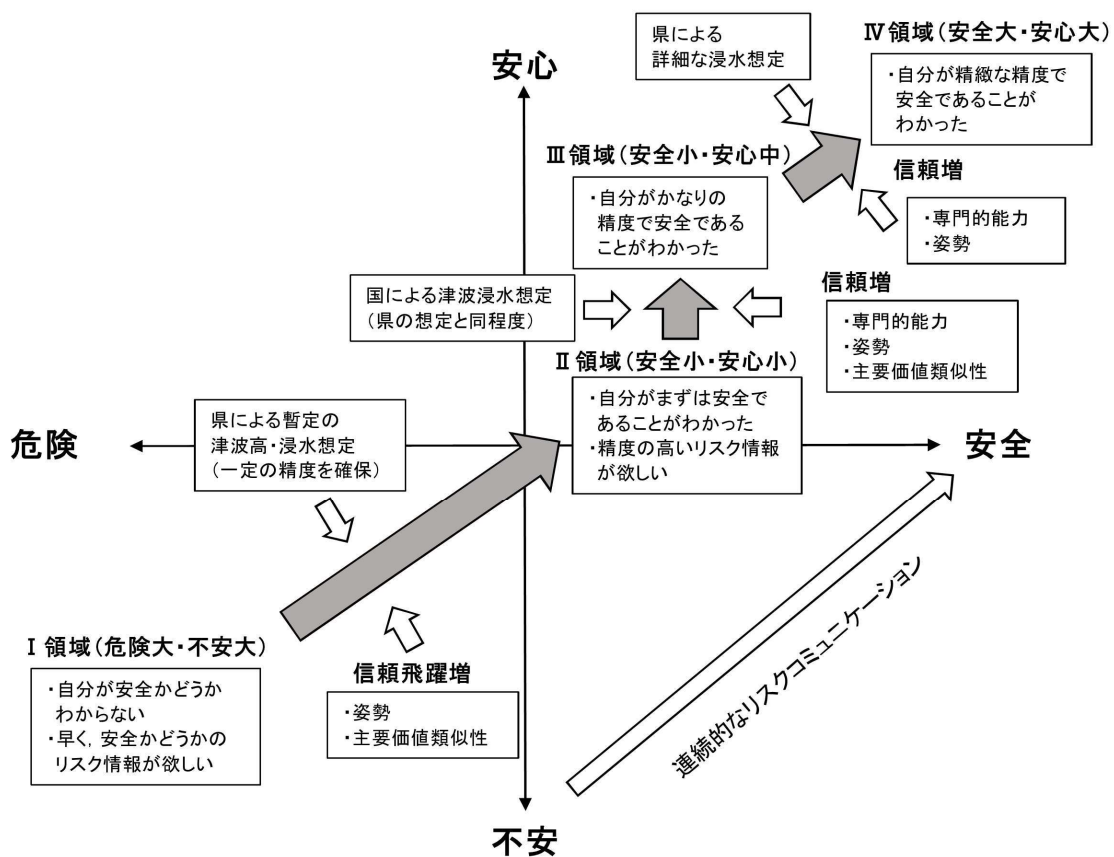 県による
詳細な浸水想定
Ⅳ領域(安全大・安心大)
・自分が精緻な精度で
安全であることが
わかった
安心
Ⅲ領域(安全小・安心中)
・自分がかなりの
精度で安全である
ことがわかった
信頼増
・専門的能力
・姿勢
国による津波浸水想定
(県の想定と同程度)
信頼増
・専門的能力
・姿勢
・主要価値類似性
Ⅱ領域(安全小・安心小)
・自分がまずは安全で
あることがわかった
・精度の高いリスク情報
が欲しい
県による暫定の
津波高・浸水想定
(一定の精度を確保)
危険
安全
連続的なリスクコミュニケーション
Ⅰ領域(危険大・不安大)
・自分が安全かどうか
わからない
・早く,安全かどうかの
リスク情報が欲しい
信頼飛躍増
・姿勢
・主要価値類似性
不安